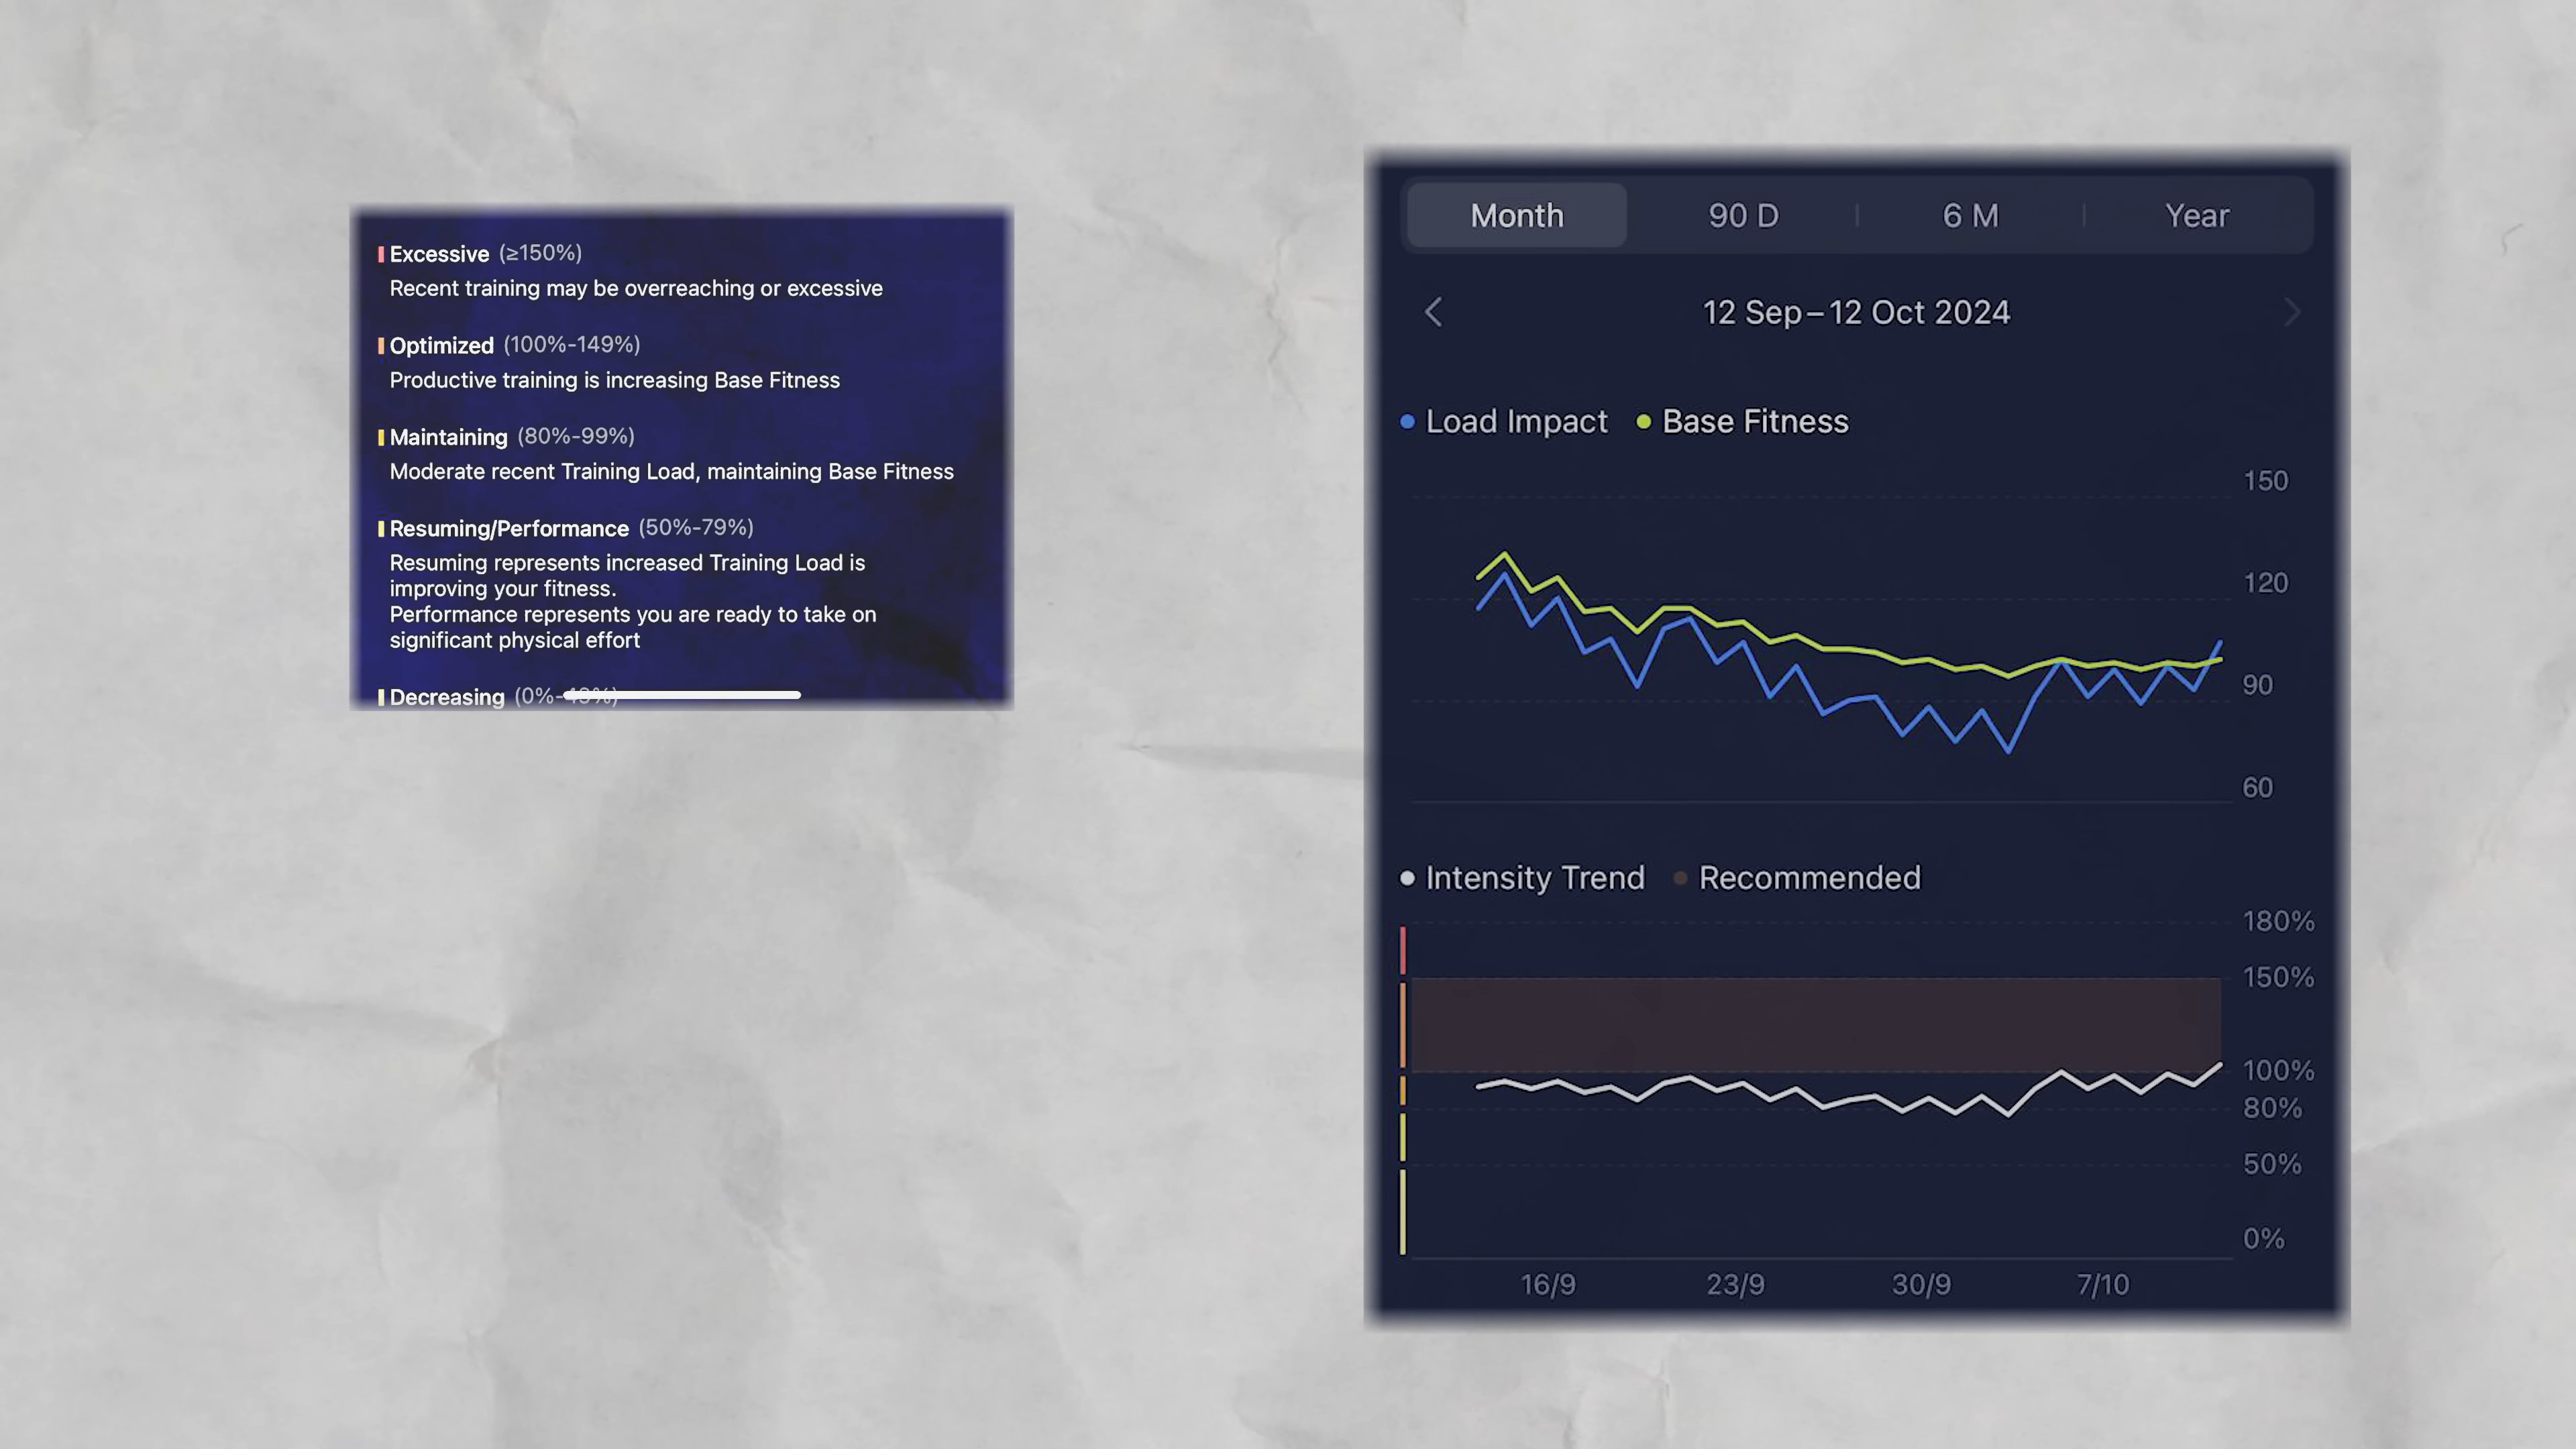 Excessive (≥150%)
Recent training may be overreaching or excessive
Optimized (100%-149%)
Productive training is increasing Base Fitness
Maintaining (80%-99%)
Moderate recent Training Load, maintaining Base Fitness
Resuming/Performance (50%-79%)
Resuming represents increased Training Load is
improving your fitness.
Performance represents you are ready to take on
significant physical effort
Decreasing (0%-49%)
Month 90 D 6 M Year
12 Sep–12 Oct 2024
Load Impact Base Fitness
150
120
90
60
Intensity Trend Recommended
180%
150%
100%
80%
50%
0%
16/9 23/9 30/9 7/10